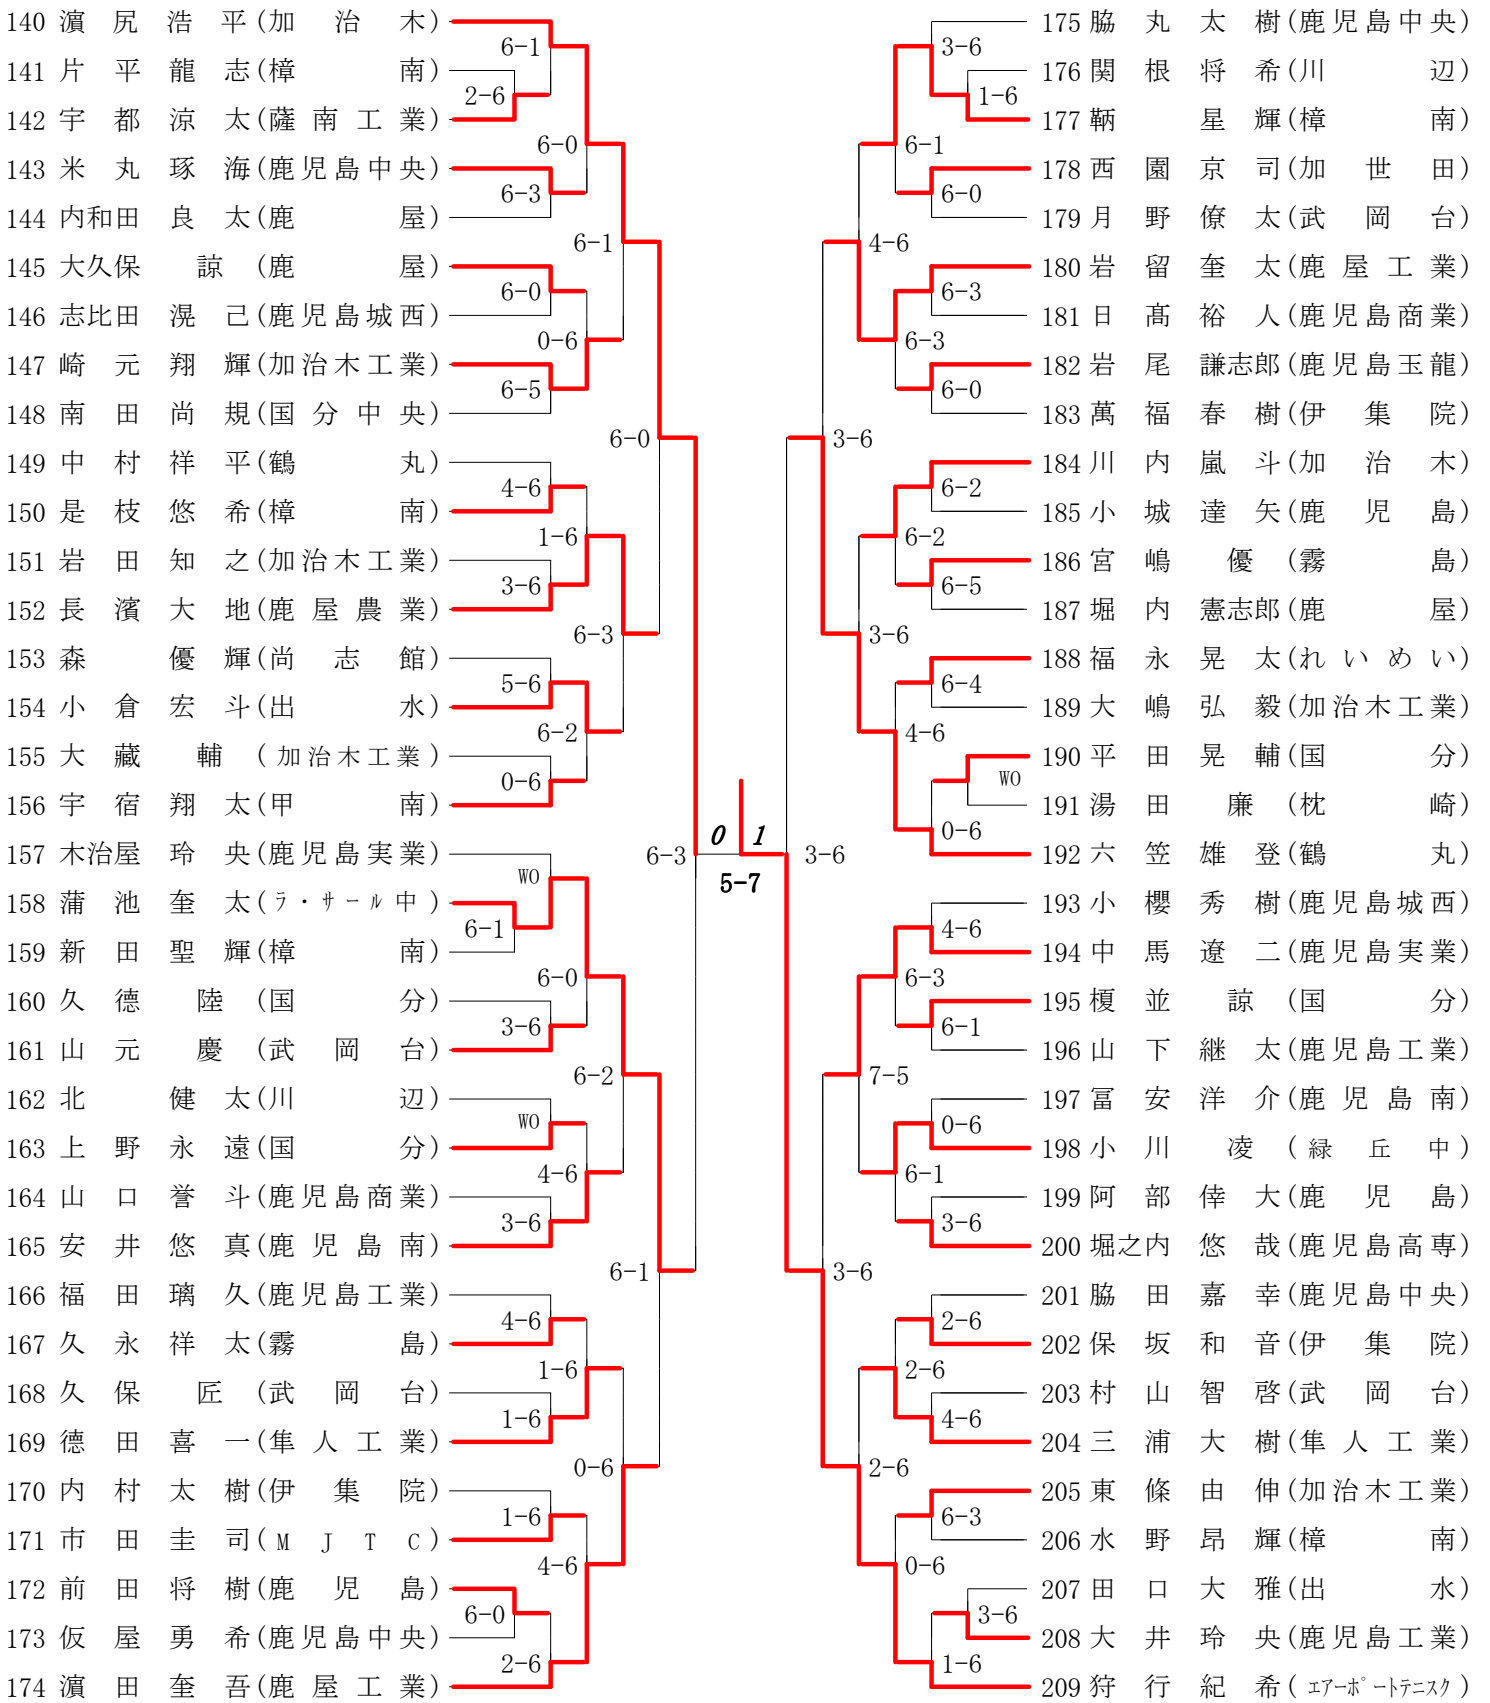 140 濵尻浩平(加治木)
6-1
141 片平龍志(樟南)
2-6
142 宇都涼太(薩南工業)
6-0
143 米丸琢海(鹿児島中央)
6-3
144 内和田良太(鹿屋)
6-1
145 大久保諒(鹿屋)
6-0
146 志比田滉己(鹿児島城西)
0-6
147 崎元翔輝(加治木工業)
6-5
148 南田尚規(国分中央)
6-0
149 中村祥平(鶴丸)
4-6
150 是枝悠希(樟南)
1-6
151 岩田知之(加治木工業)
3-6
152 長濱大地(鹿屋農業)
6-3
153 森優輝(尚志館)
5-6
154 小倉宏斗(出水)
6-2
155 大藏輔(加治木工業)
0-6
156 宇宿翔太(甲南)
6-3
157 木治屋玲央(鹿児島実業)
WO
158 蒲池奎太(ラ・サール中)
6-1
159 新田聖輝(樟南)
6-0
160 久德陸(国分)
3-6
161 山元慶(武岡台)
6-2
162 北健太(川辺)
WO
163 上野永遠(国分)
4-6
164 山口誉斗(鹿児島商業)
3-6
165 安井悠真(鹿児島南)
6-1
166 福田璃久(鹿児島工業)
4-6
167 久永祥太(霧島)
1-6
168 久保匠(武岡台)
1-6
169 德田喜一(隼人工業)
0-6
170 内村太樹(伊集院)
1-6
171 市田圭司(MJTC)
4-6
172 前田将樹(鹿児島)
6-0
173 仮屋勇希(鹿児島中央)
2-6
174 濵田奎吾(鹿屋工業)
0 1
5-7
175 脇丸太樹(鹿児島中央)
3-6
176 関根将希(川辺)
1-6
177 鞆星輝(樟南)
6-1
178 西園京司(加世田)
6-0
179 月野僚太(武岡台)
4-6
180 岩留奎太(鹿屋工業)
6-3
181 日髙裕人(鹿児島商業)
6-3
182 岩尾謙志郎(鹿児島玉龍)
6-0
183 萬福春樹(伊集院)
3-6
184 川内嵐斗(加治木)
6-2
185 小城達矢(鹿児島)
6-2
186 宮嶋優(霧島)
6-5
187 堀内憲志郎(鹿屋)
3-6
188 福永晃太(れいめい)
6-4
189 大嶋弘毅(加治木工業)
4-6
190 平田晃輔(国分)
WO
191 湯田廉(枕崎)
0-6
192 六笠雄登(鶴丸)
3-6
193 小櫻秀樹(鹿児島城西)
4-6
194 中馬遼二(鹿児島実業)
6-3
195 榎並諒(国分)
6-1
196 山下継太(鹿児島工業)
7-5
197 冨安洋介(鹿児島南)
0-6
198 小川凌(緑丘中)
6-1
199 阿部倖大(鹿児島)
3-6
200 堀之内悠哉(鹿児島高専)
3-6
201 脇田嘉幸(鹿児島中央)
2-6
202 保坂和音(伊集院)
2-6
203 村山智啓(武岡台)
4-6
204 三浦大樹(隼人工業)
2-6
205 東條由伸(加治木工業)
6-3
206 水野昂輝(樟南)
0-6
207 田口大雅(出水)
3-6
208 大井玲央(鹿児島工業)
1-6
209 狩行紀希(エアーポートテニスク)